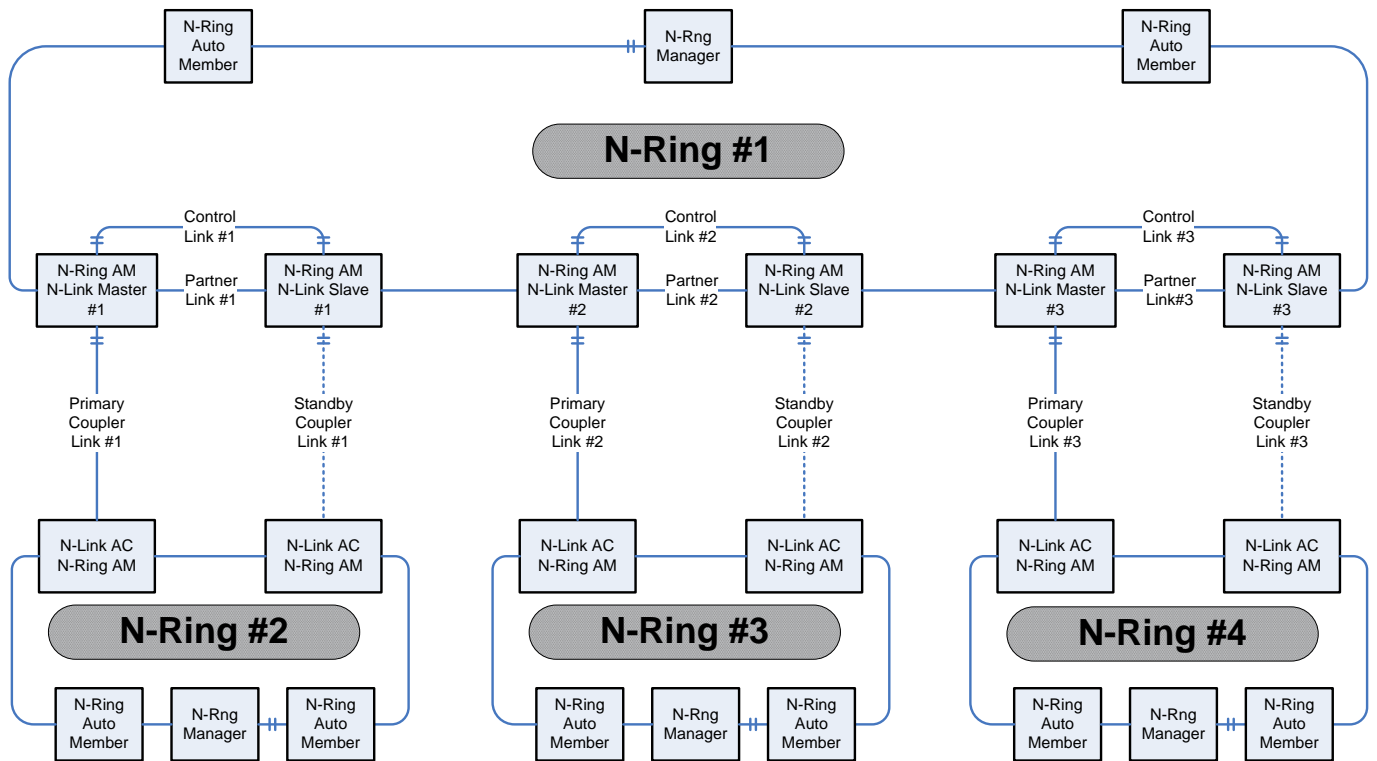 N-Ring
Auto
Member
N-Rng
Manager
N-Ring
Auto
Member
N-Ring #1
Control
Link #1
Control
Link #2
Control
Link #3
N-Ring AM
N-Link Master
#1
Partner
Link #1
N-Ring AM
N-Link Slave
#1
N-Ring AM
N-Link Master
#2
Partner
Link #2
N-Ring AM
N-Link Slave
#2
N-Ring AM
N-Link Master
#3
Partner
Link#3
N-Ring AM
N-Link Slave
#3
Primary
Coupler
Link #1
Standby
Coupler
Link #1
Primary
Coupler
Link #2
Standby
Coupler
Link #2
Primary
Coupler
Link #3
Standby
Coupler
Link #3
N-Link AC
N-Ring AM
N-Link AC
N-Ring AM
N-Link AC
N-Ring AM
N-Link AC
N-Ring AM
N-Link AC
N-Ring AM
N-Link AC
N-Ring AM
N-Ring #2
N-Ring #3
N-Ring #4
N-Ring
Auto
Member
N-Rng
Manager
N-Ring
Auto
Member
N-Ring
Auto
Member
N-Rng
Manager
N-Ring
Auto
Member
N-Ring
Auto
Member
N-Rng
Manager
N-Ring
Auto
Member